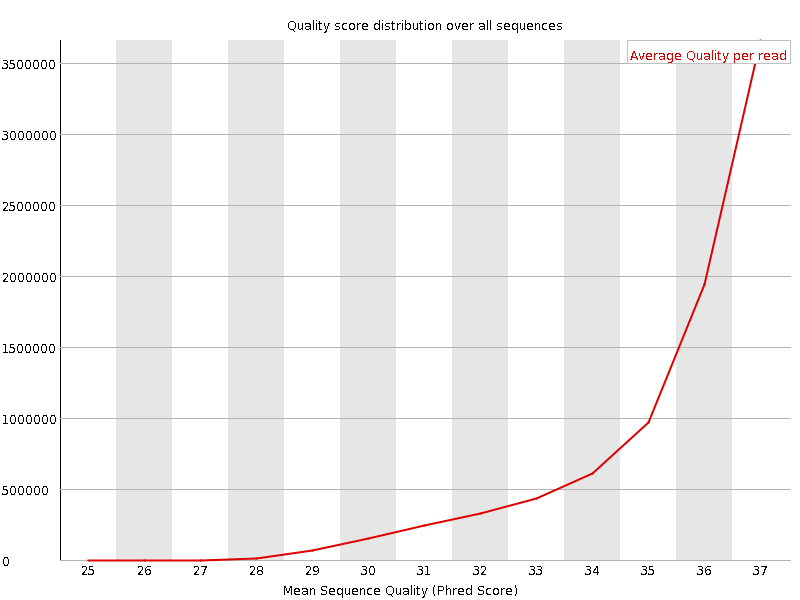 Quality score distribution over all sequences
Average Quality per read
3500000
3000000
2500000
2000000
1500000
1000000
500000
0
25 26 27 28 29 30 31 32 33 34 35 36 37
Mean Sequence Quality (Phred Score)